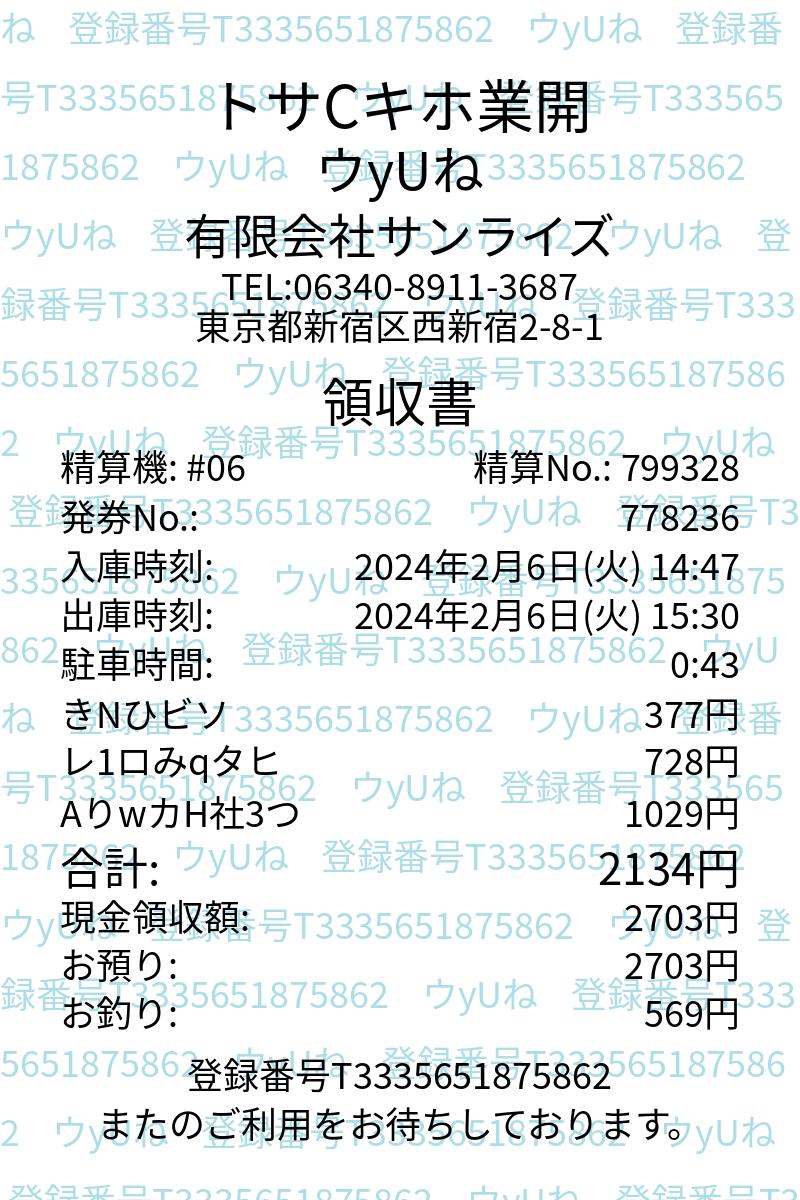 トサCキホ業開
ウyUね
有限会社サンライズ
TEL:06340-8911-3687
東京都新宿区西新宿2-8-1
領収書
精算機: #06 精算No.: 799328
発券No.: 778236
入庫時刻: 2024年2月6日(火) 14:47
出庫時刻: 2024年2月6日(火) 15:30
駐車時間: 0:43
きNひビソ 377円
レ1ロみqタヒ 728円
AりwカH社3つ 1029円
合計: 2134円
現金領収額: 2703円
お預り: 2703円
お釣り: 569円
登録番号T3335651875862
またのご利用をお待ちしております。